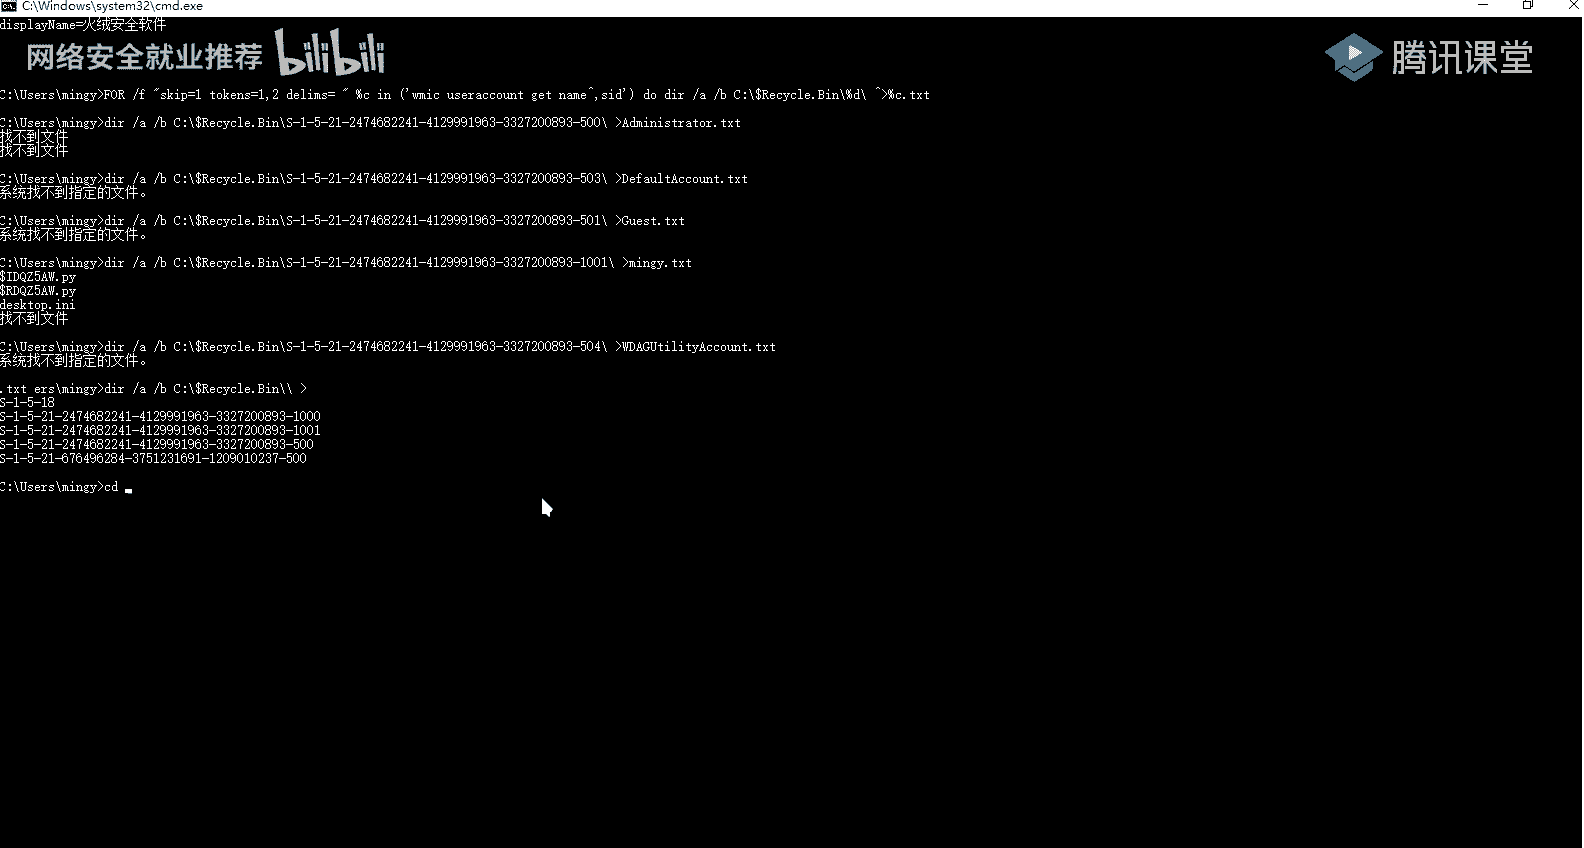 C:\Windows\system32\cmd.exe
displayName=火绒安全软件
网络安全就业推荐 bilibili
腾讯课堂
C:\Users\mingy>FOR /f "skip=1 tokens=1,2 delims= " %c in ('wmic useraccount get name^,sid') do dir /a /b C:\$Recycle.Bin\%d\ ^>%c.txt
C:\Users\mingy>dir /a /b C:\$Recycle.Bin\S-1-5-21-2474682241-4129991963-3327200893-500\ >Administrator.txt
找不到文件
找不到文件
C:\Users\mingy>dir /a /b C:\$Recycle.Bin\S-1-5-21-2474682241-4129991963-3327200893-503\ >DefaultAccount.txt
系统找不到指定的文件。
C:\Users\mingy>dir /a /b C:\$Recycle.Bin\S-1-5-21-2474682241-4129991963-3327200893-501\ >Guest.txt
系统找不到指定的文件。
C:\Users\mingy>dir /a /b C:\$Recycle.Bin\S-1-5-21-2474682241-4129991963-3327200893-1001\ >mingy.txt
$IDQZ5AW.py
$RDQZ5AW.py
desktop.ini
找不到文件
C:\Users\mingy>dir /a /b C:\$Recycle.Bin\S-1-5-21-2474682241-4129991963-3327200893-504\ >WDAGUtilityAccount.txt
系统找不到指定的文件。
.txt ers\mingy>dir /a /b C:\$Recycle.Bin\\ >
S-1-5-18
S-1-5-21-2474682241-4129991963-3327200893-1000
S-1-5-21-2474682241-4129991963-3327200893-1001
S-1-5-21-2474682241-4129991963-3327200893-500
S-1-5-21-676496284-3751231691-1209010237-500
C:\Users\mingy>cd